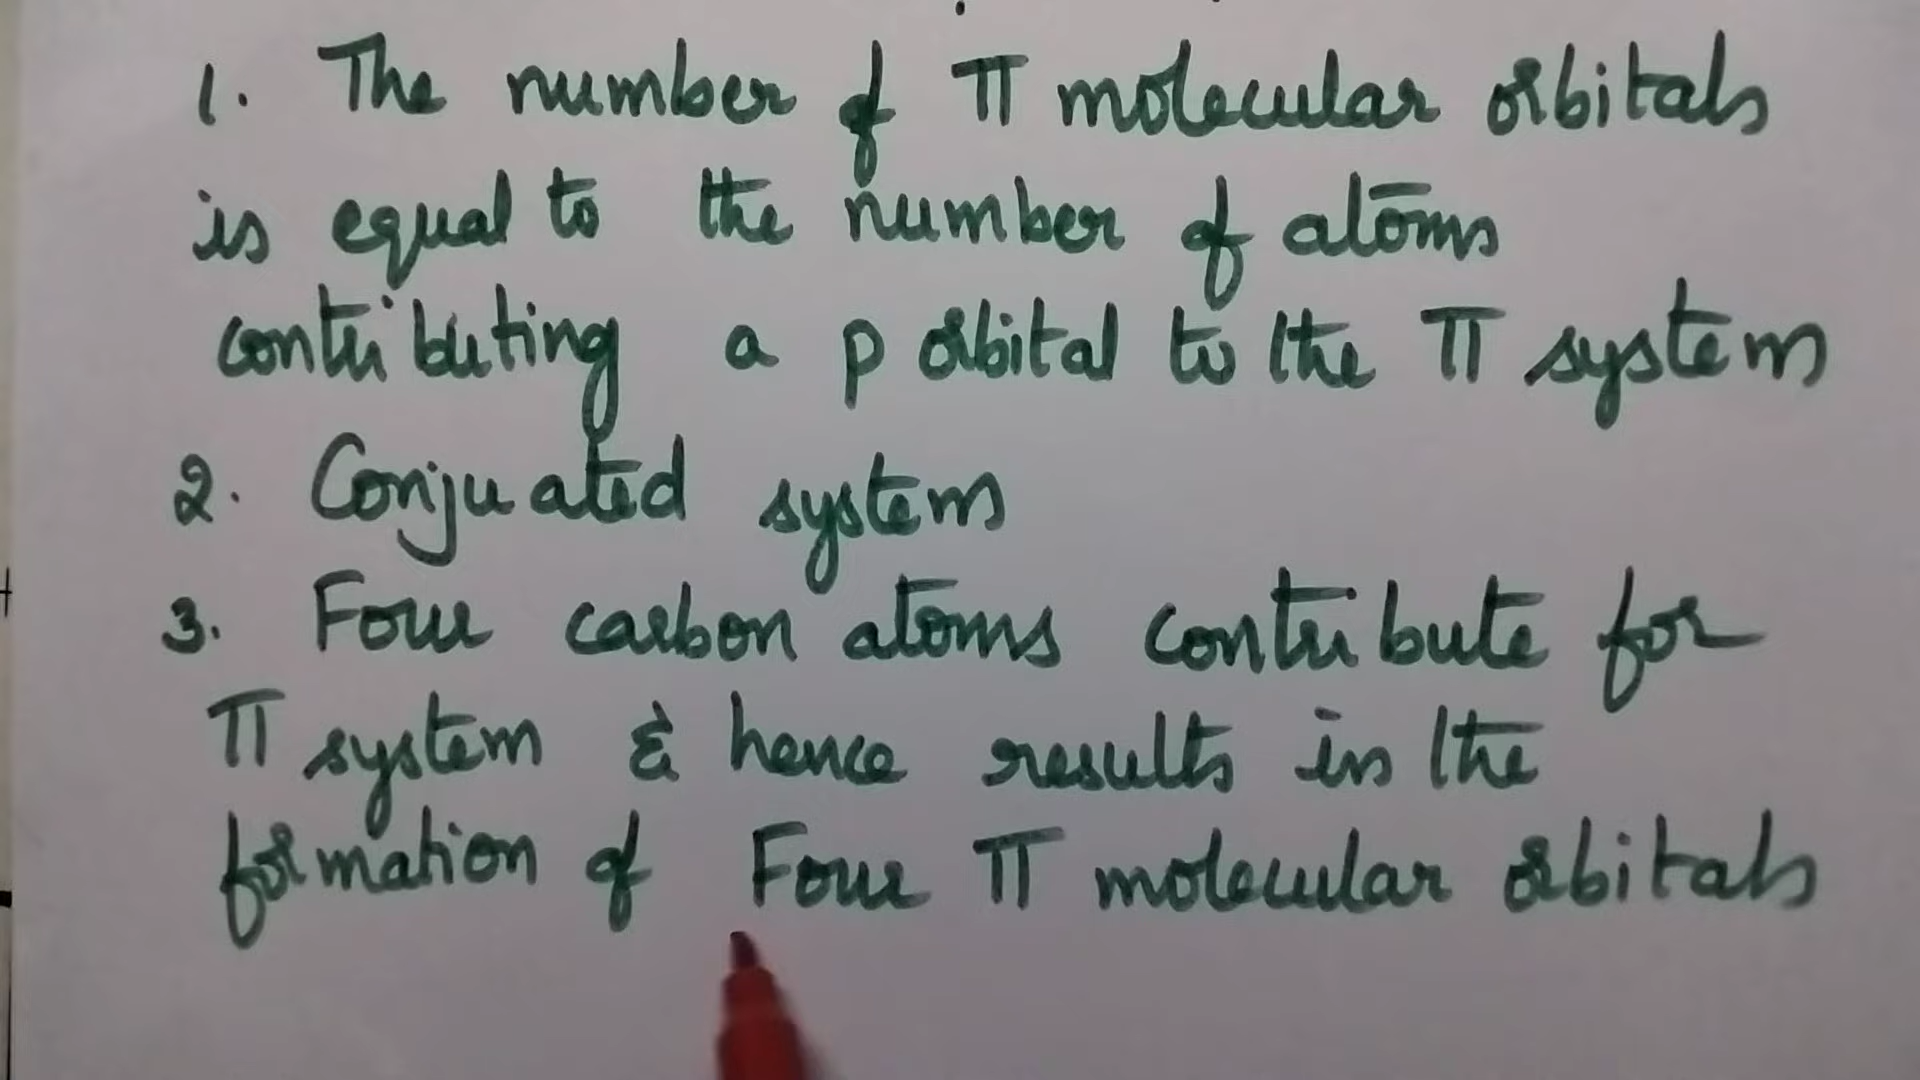 1. The number of π molecular orbitals
is equal to the number of atoms
contributing a p orbital to the π system
2. Conjuated system
3. Four carbon atoms contribute for
π system & hence results in the
formation of Four π molecular orbitals